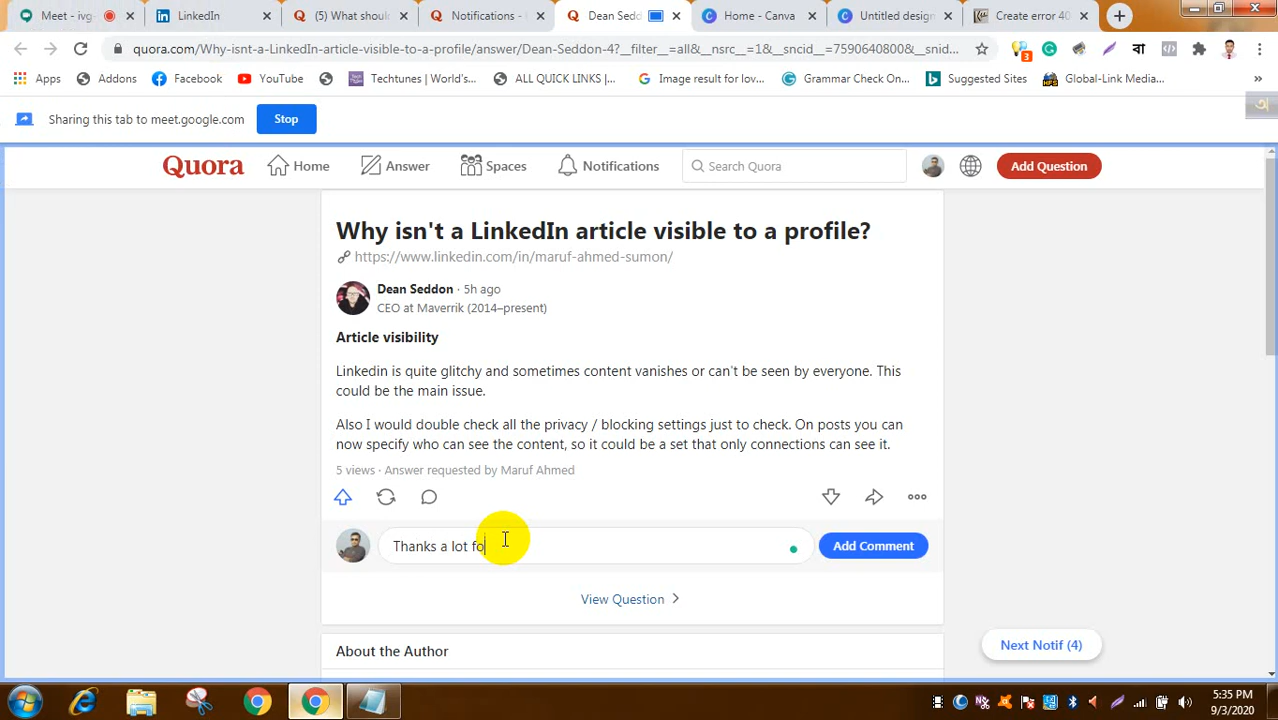 Meet - ivg
LinkedIn
(5) What shoul
Notifications -
Dean Sedd
Home - Canva
Untitled design
Create error 40
quora.com/Why-isnt-a-LinkedIn-article-visible-to-a-profile/answer/Dean-Seddon-4?__filter__=all&__nsrc__=1&__sncid__=7590640800&__snid...
3
বা
Apps
Addons
Facebook
YouTube
Techtunes | World's...
ALL QUICK LINKS |...
Image result for lov...
Grammar Check On...
Suggested Sites
Global-Link Media...
»
Sharing this tab to meet.google.com
Stop
অ
Quora
Home
Answer
Spaces
Notifications
Search Quora
Add Question
Why isn't a LinkedIn article visible to a profile?
https://www.linkedin.com/in/maruf-ahmed-sumon/
Dean Seddon · 5h ago
CEO at Maverrik (2014–present)
Article visibility
Linkedin is quite glitchy and sometimes content vanishes or can't be seen by everyone. This
could be the main issue.
Also I would double check all the privacy / blocking settings just to check. On posts you can
now specify who can see the content, so it could be a set that only connections can see it.
5 views · Answer requested by Maruf Ahmed
Thanks a lot fo
Add Comment
View Question
About the Author
Next Notif (4)
5:35 PM
9/3/2020